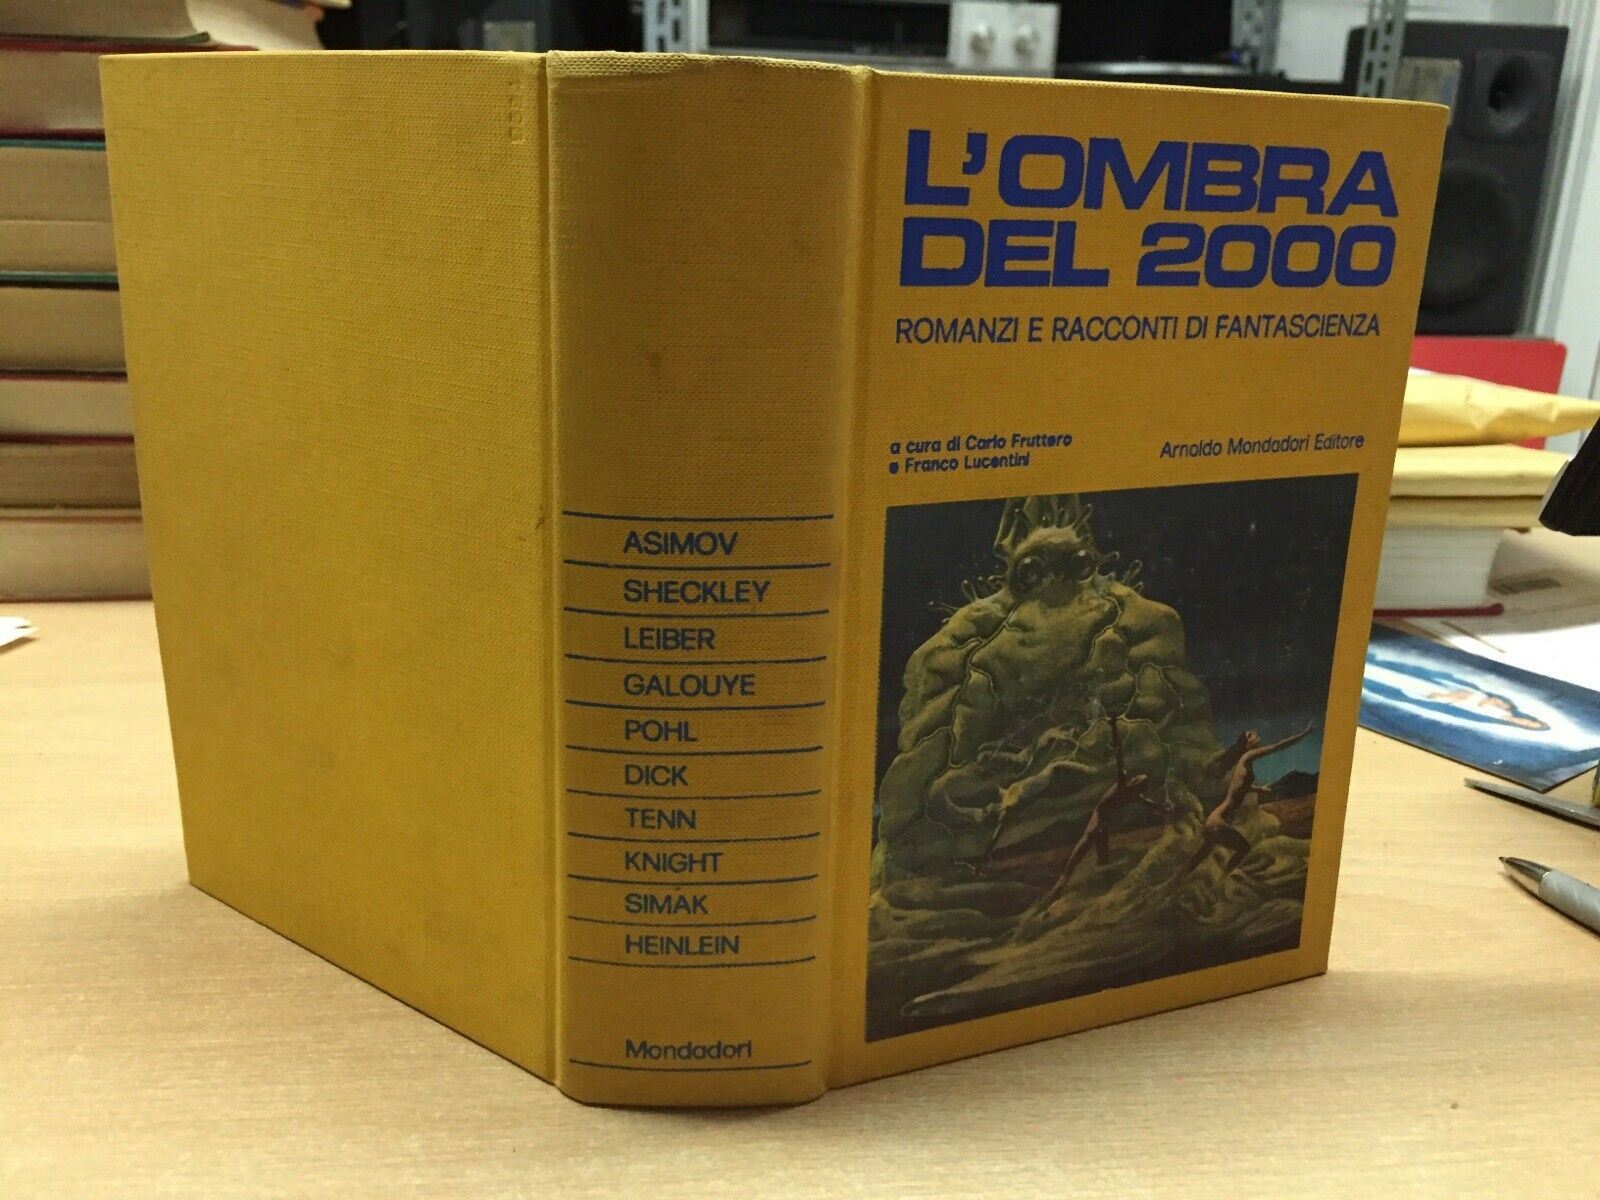 L'OMBRA
DEL 2000
ROMANZI E RACCONTI DI FANTASCIENZA
a cura di Carlo Fruttero
e Franco Lucentini
Arnoldo Mondadori Editore
ASIMOV
SHECKLEY
LEIBER
GALOUYE
POHL
DICK
TENN
KNIGHT
SIMAK
HEINLEIN
Mondadori